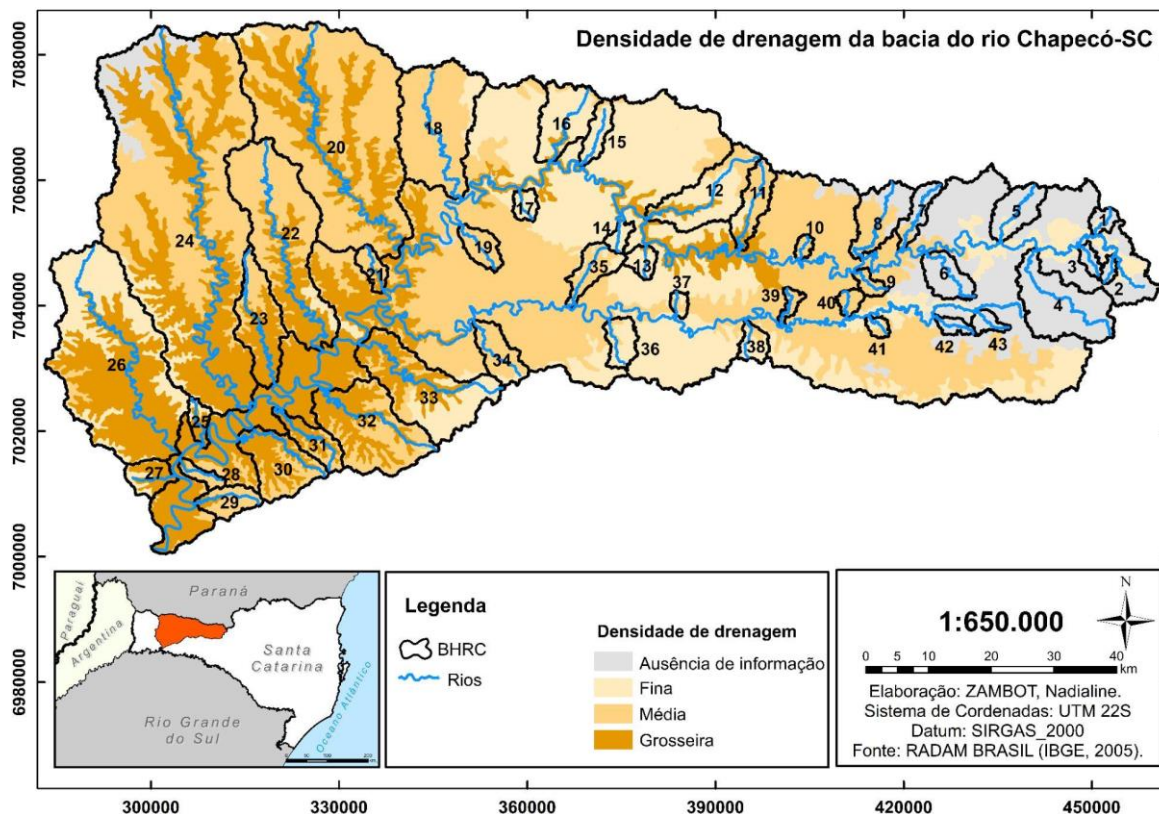 Densidade de drenagem da bacia do rio Chapecó-SC
7080000
7060000
7040000
7020000
7000000
6980000
1
2
3
4
5
6
8
9
10
11
12
13
14
15
16
17
18
19
20
21
22
23
24
25
26
27
28
29
30
31
32
33
34
35
36
37
38
39
40
41
42
43
Paraguai
Argentina
Paraná
Santa
Catarina
Rio Grande
do Sul
Oceano Atlântico
Legenda
BHRC
Rios
Densidade de drenagem
Ausência de informação
Fina
Média
Grosseira
N
1:650.000
0 5 10 20 30 40
km
Elaboração: ZAMBOT, Nadialine.
Sistema de Cordenadas: UTM 22S
Datum: SIRGAS_2000
Fonte: RADAM BRASIL (IBGE, 2005).
300000 330000 360000 390000 420000 450000